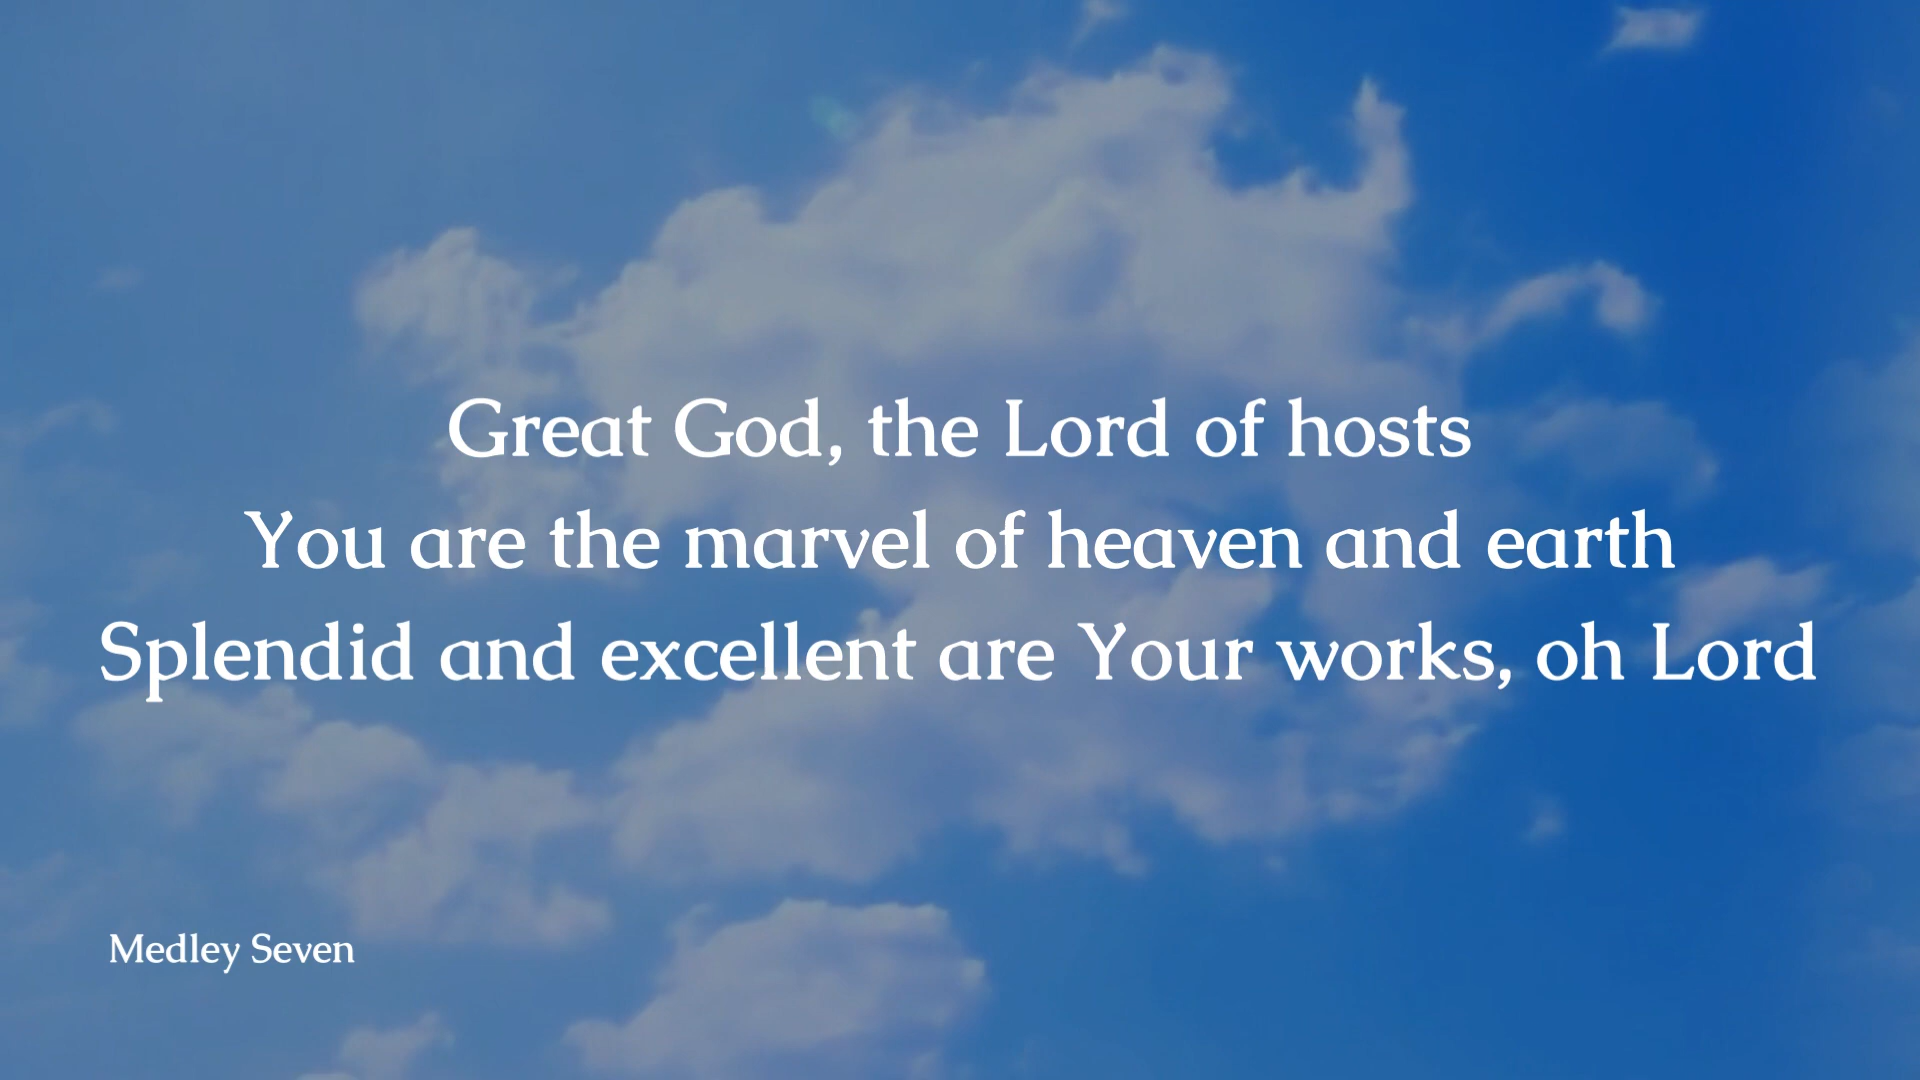 Great God, the Lord of hosts
You are the marvel of heaven and earth
Splendid and excellent are Your works, oh Lord
Medley Seven